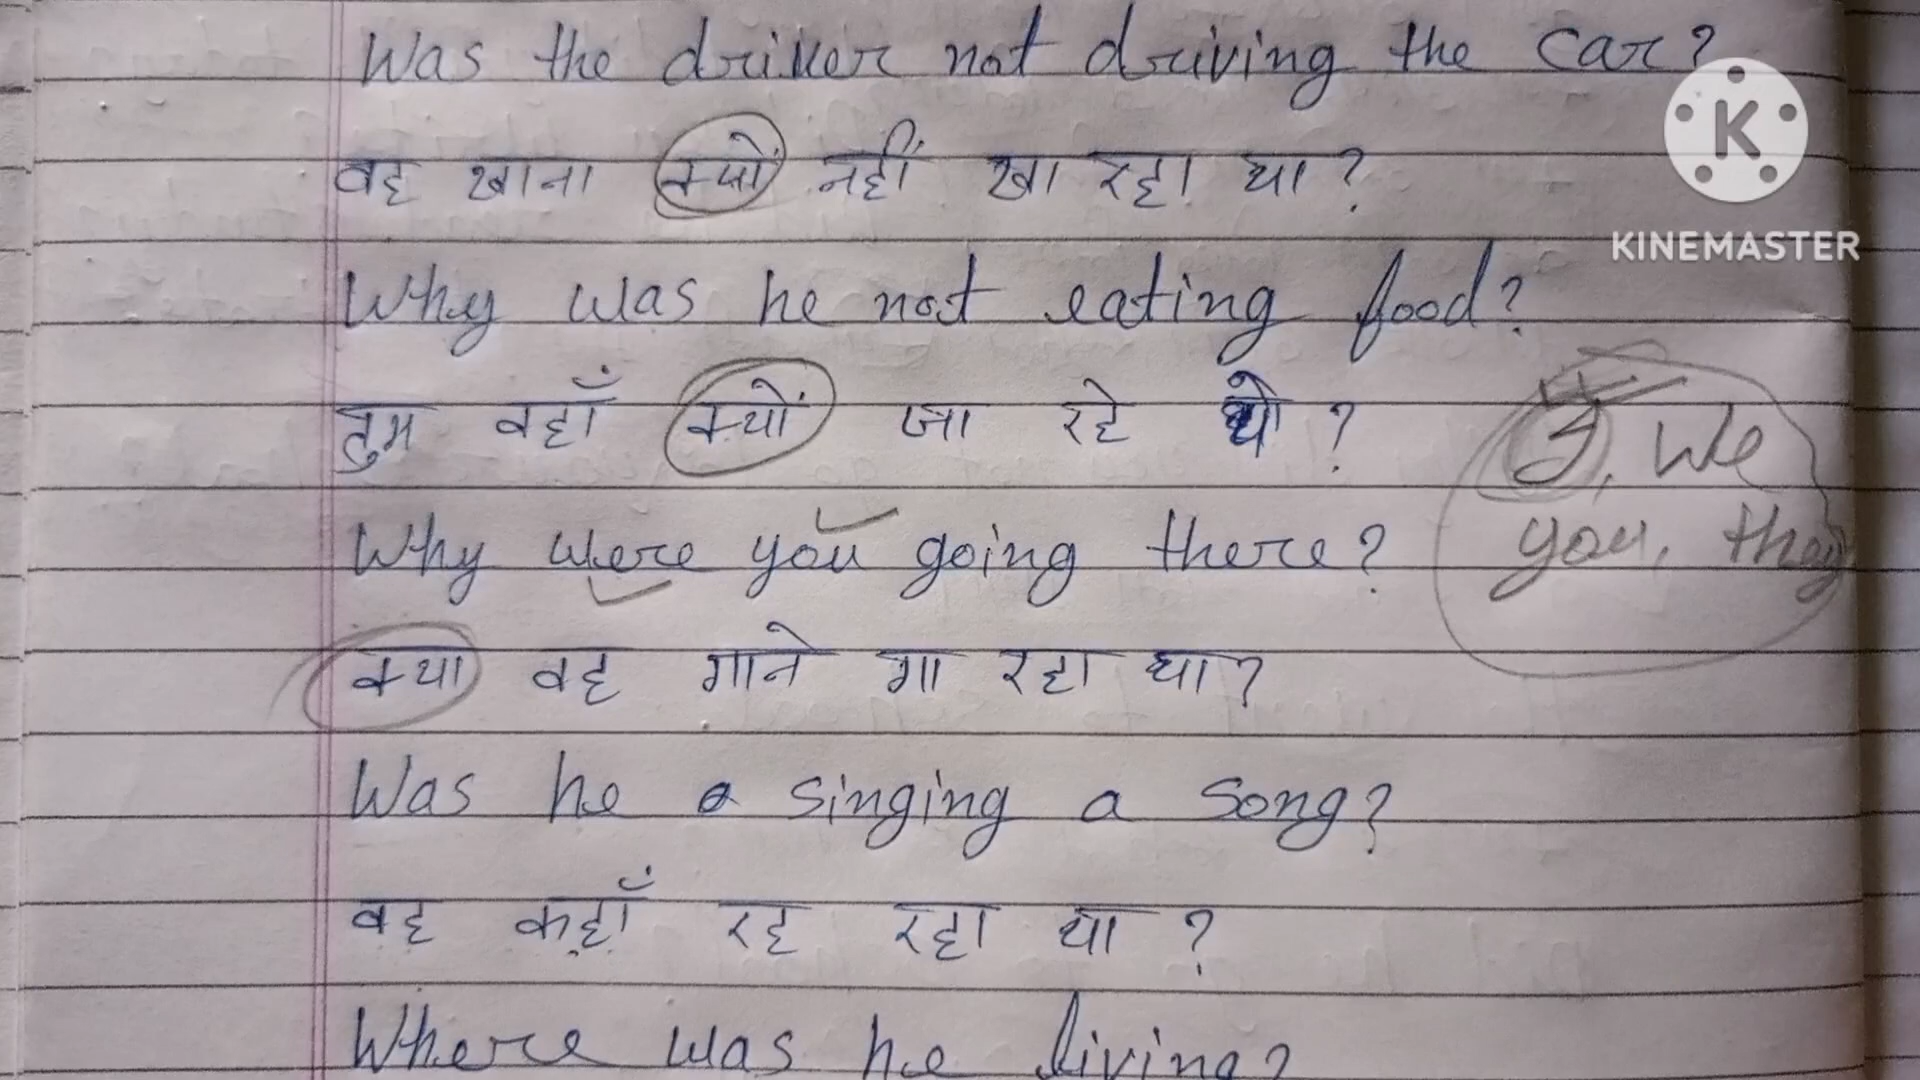 Was the driver not driving the car?
वह खाना क्यों नहीं खा रहा था?
KINEMASTER
Why was he not eating food?
तुम वहाँ क्यों जा रहे थे?
I, We
you, they
Why were you going there?
क्या वह गाने गा रहा था?
Was he singing a song?
वह कहाँ रह रहा था?
Where was he living?